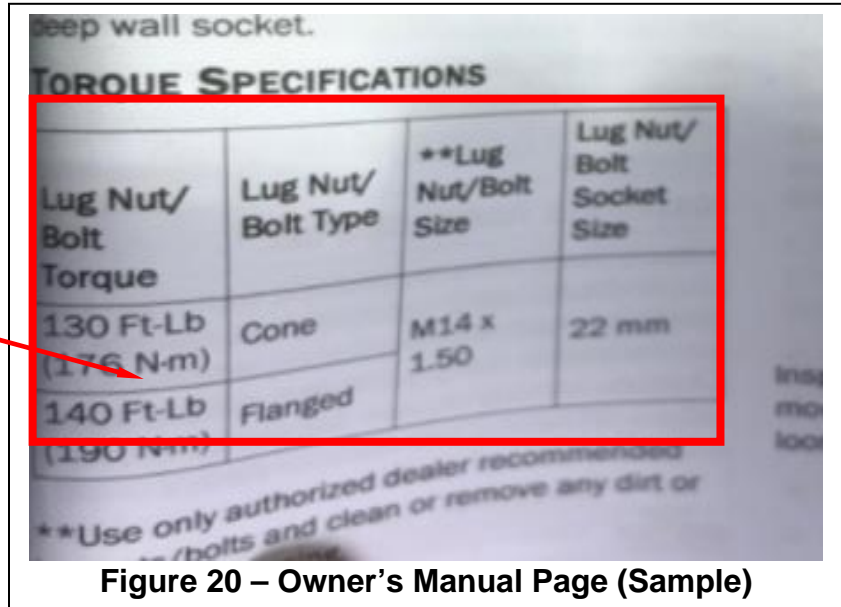 deep wall socket.
TORQUE SPECIFICATIONS
Lug Nut/
Bolt
Torque
Lug Nut/
Bolt Type
**Lug
Nut/Bolt
Size
Lug Nut/
Bolt
Socket
Size
130 Ft-Lb
(176 N·m)
Cone
M14 x
1.50
22 mm
140 Ft-Lb
(190 N·m)
Flanged
**Use only authorized dealer recommended
/bolts and clean or remove any dirt or
Figure 20 – Owner's Manual Page (Sample)